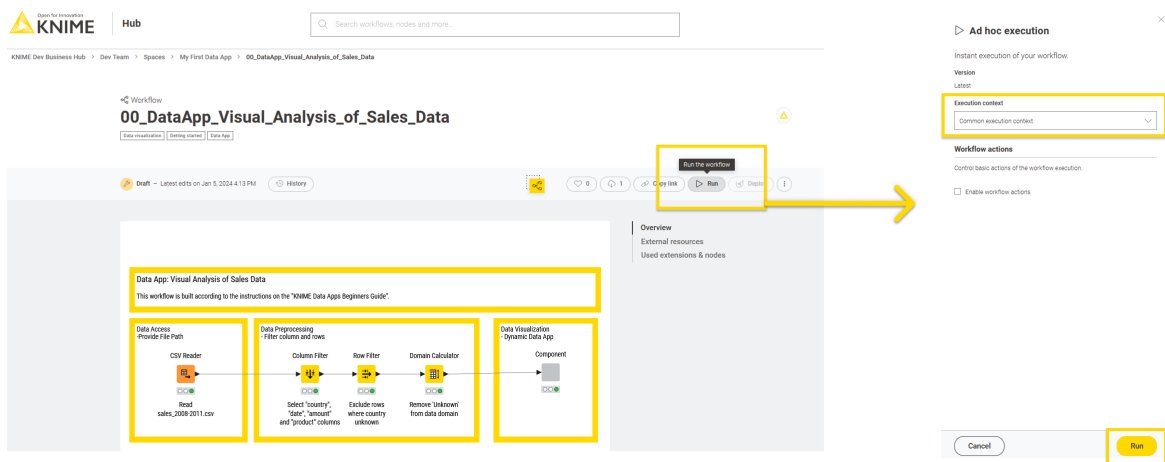 Open for Innovation
KNIME
Hub
Search workflows, nodes and more...
KNIME Dev Business Hub > Dev Team > Spaces > My First Data App > 00_DataApp_Visual_Analysis_of_Sales_Data
Workflow
00_DataApp_Visual_Analysis_of_Sales_Data
Data visualization Getting started Data App
Run the workflow
Draft – Latest edits on Jan 5, 2024 4:13 PM
History
0
1
Copy link
Run
Deploy
Overview
External resources
Used extensions & nodes
Data App: Visual Analysis of Sales Data
This workflow is built according to the instructions on the "KNIME Data Apps Beginners Guide".
Data Access
-Provide File Path
CSV Reader
Read
sales_2008-2011.csv
Data Preprocessing
- Filter column and rows
Column Filter
Select "country",
"date", "amount"
and "product" columns
Row Filter
Exclude rows
where country
unknown
Domain Calculator
Remove 'Unknown'
from data domain
Data Visualization
- Dynamic Data App
Component
Ad hoc execution
Instant execution of your workflow.
Version
Latest
Execution context
Common execution context
Workflow actions
Control basic actions of the workflow execution.
Enable workflow actions
Cancel
Run